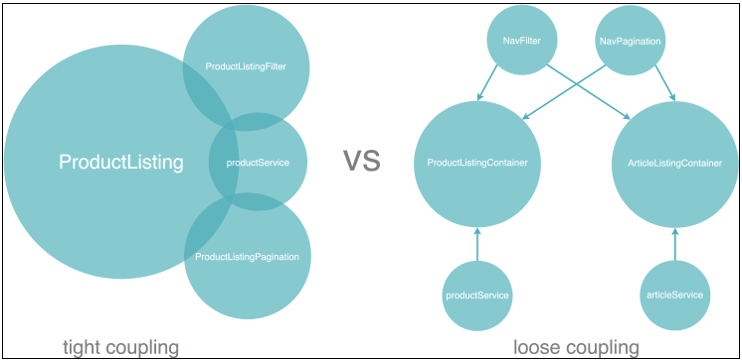 ProductListing
ProductListingFilter
productService
ProductListingPagination
tight coupling
vs
NavFilter
NavPagination
ProductListingContainer
ArticleListingContainer
productService
articleService
loose coupling